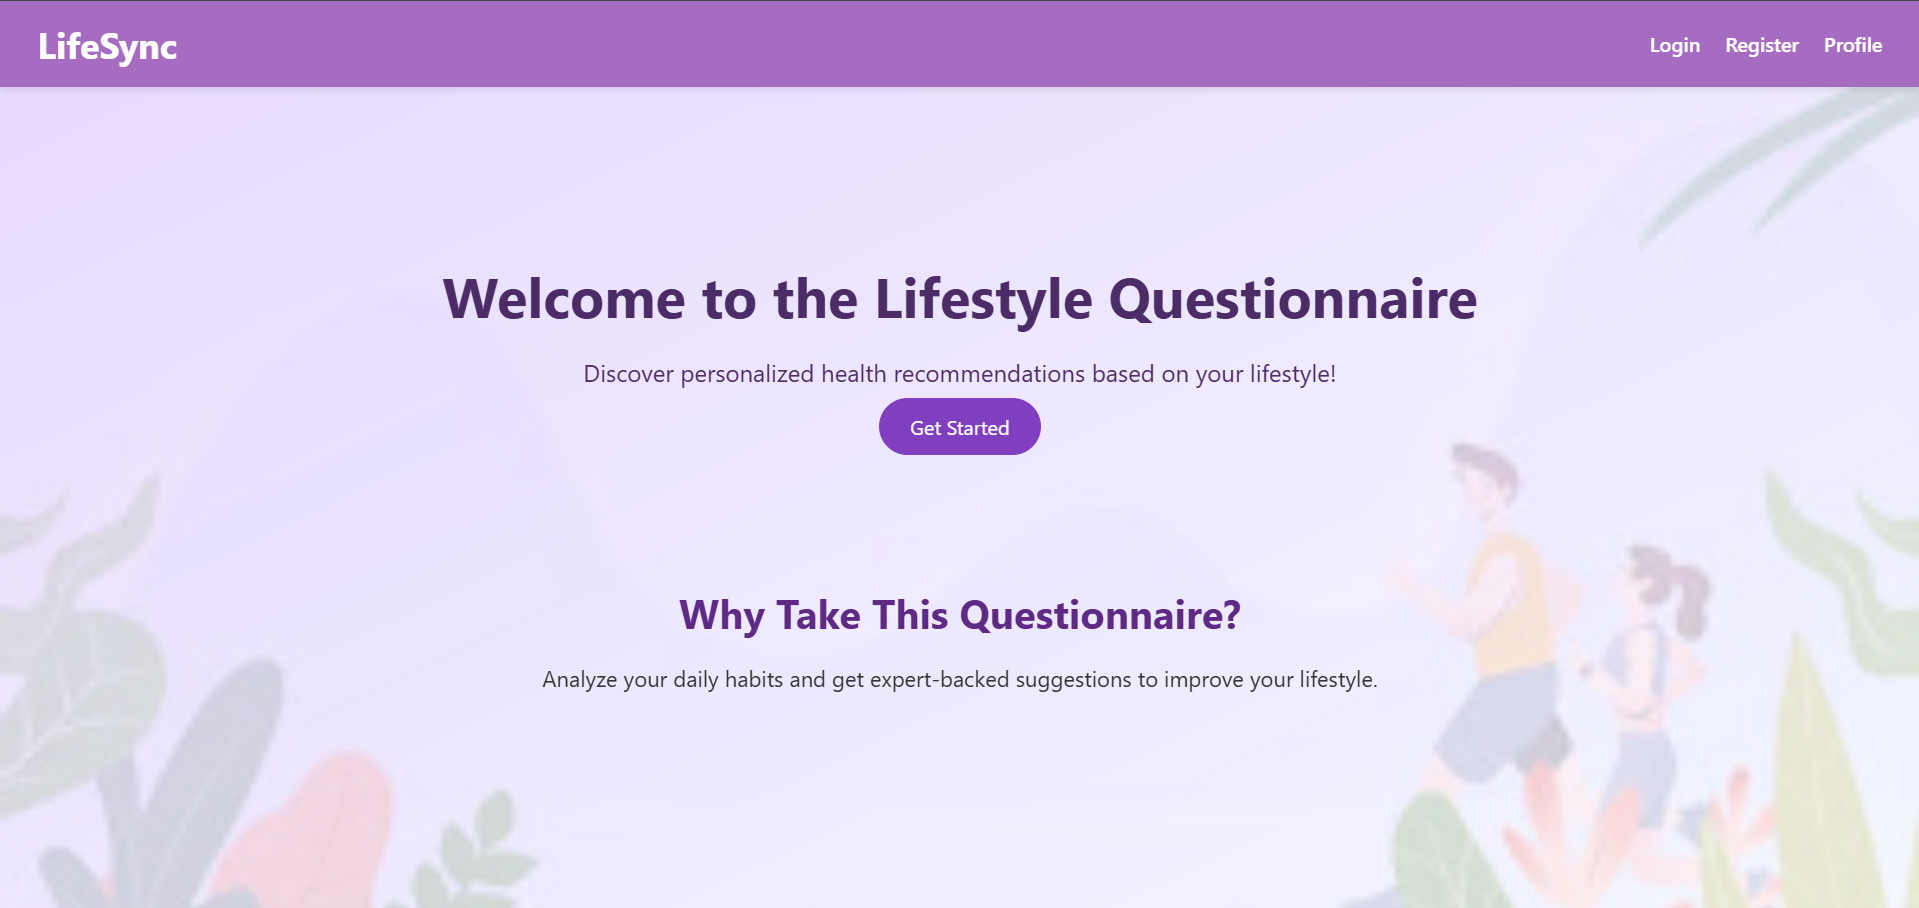 LifeSync
Login Register Profile
Welcome to the Lifestyle Questionnaire
Discover personalized health recommendations based on your lifestyle!
Get Started
Why Take This Questionnaire?
Analyze your daily habits and get expert-backed suggestions to improve your lifestyle.